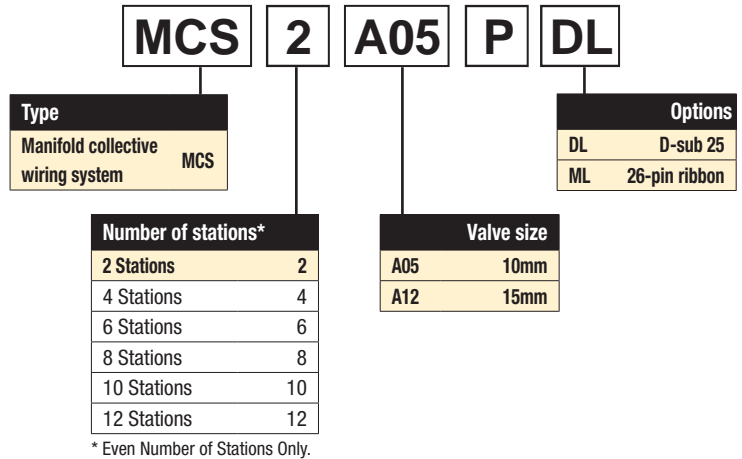 MCS 2 A05 P DL
Type
Manifold collective
wiring system MCS
Options
DL D-sub 25
ML 26-pin ribbon
Number of stations*
2 Stations 2
4 Stations 4
6 Stations 6
8 Stations 8
10 Stations 10
12 Stations 12
* Even Number of Stations Only.
Valve size
A05 10mm
A12 15mm